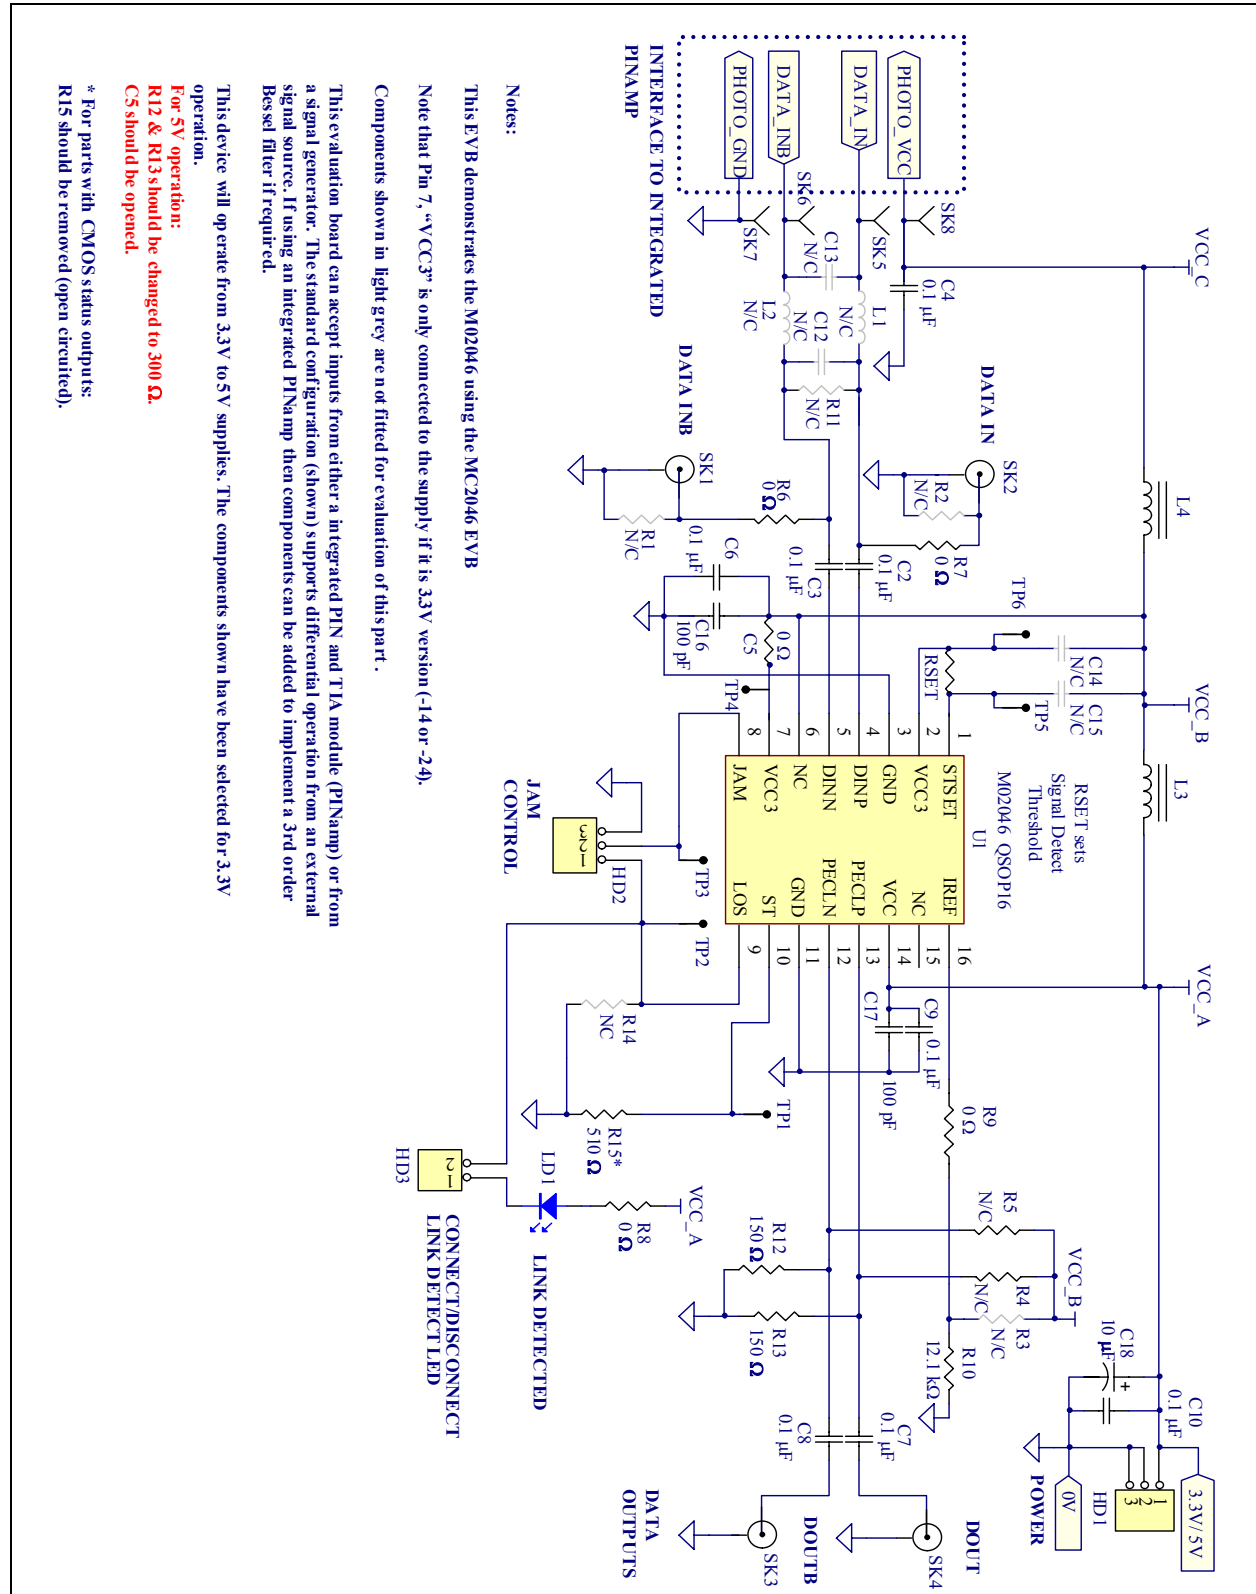 VCC_C
L4
VCC_B
L3
VCC_A
3.3V/ 5V
0V
HD1
1
2
3
POWER
C10
0.1 µF
C18
10 µF
+
INTERFACE TO INTEGRATED
PINAMP
PHOTO_VCC
DATA_IN
DATA_INB
PHOTO_GND
SK8
SK5
SK6
SK7
C4
0.1 µF
L1
N/C
C13
N/C
C12
N/C
L2
N/C
R11
N/C
DATA IN
SK2
R2
N/C
R7
0 Ω
DATA INB
SK1
R1
N/C
R6
0 Ω
C2
0.1 µF
C3
0.1 µF
C6
0.1 µF
C16
100 pF
C5
0 Ω
TP4
TP6
C14
N/C
C15
N/C
TP5
RSET
RSET sets
Signal Detect
Threshold
U1
M02046 QSOP16
1 STSET
2 VCC3
3 GND
4 DINP
5 DINN
6 NC
7 VCC3
8 JAM
IREF 16
NC 15
VCC 14
PECLP 13
PECLN 12
GND 11
ST 10
LOS 9
C9
0.1 µF
C17
100 pF
R9
0 Ω
R5
N/C
R4
N/C
R3
N/C
VCC_B
R10
12.1 kΩ
R12
150 Ω
R13
150 Ω
C7
0.1 µF
C8
0.1 µF
DOUT
SK4
DOUTB
SK3
DATA
OUTPUTS
JAM
CONTROL
HD2
1
2
3
TP3
TP2
TP1
R14
NC
R15*
510 Ω
VCC_A
R8
0 Ω
LD1
LINK DETECTED
HD3
1
2
CONNECT/DISCONNECT
LINK DETECT LED
Notes:
This EVB demonstrates the M02046 using the MC2046 EVB
Note that Pin 7, “VCC3” is only connected to the supply if it is 3.3V version (-14 or -24).
Components shown in light grey are not fitted for evaluation of this part .
This evaluation board can accept inputs from either a integrated PIN and TIA module (PINamp) or from
a signal generator. The standard configuration (shown) supports differential operation from an external
signal source. If using an integrated PINamp then components can be added to implement a 3rd order
Bessel filter if required.
This device will operate from 3.3V to 5V supplies. The components shown have been selected for 3.3V
operation.
For 5V operation:
R12 & R13 should be changed to 300 Ω.
C5 should be opened.
* For parts with CMOS status outputs:
R15 should be removed (open circuited).